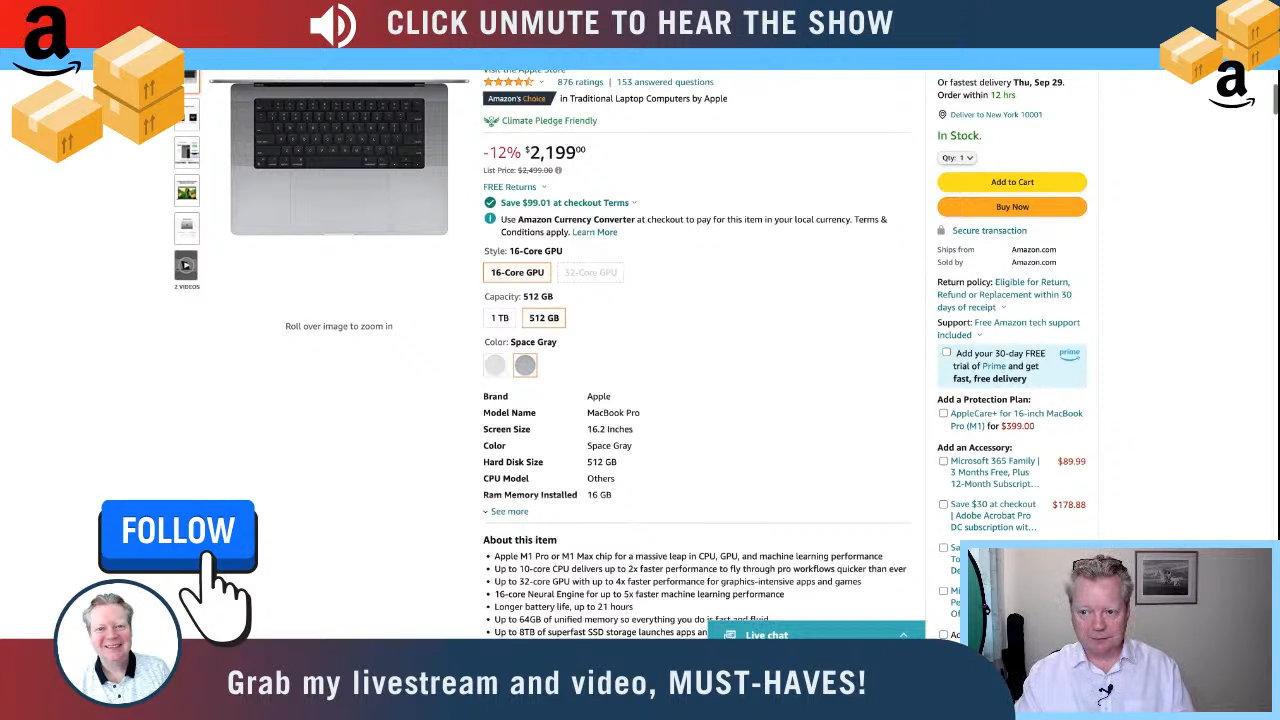 CLICK UNMUTE TO HEAR THE SHOW
a
a
Visit the Apple Store
876 ratings | 153 answered questions
Amazon's Choice in Traditional Laptop Computers by Apple
Climate Pledge Friendly
-12% $2,199.00
List Price: $2,499.00
FREE Returns
Save $99.01 at checkout Terms
Use Amazon Currency Converter at checkout to pay for this item in your local currency. Terms &
Conditions apply. Learn More
Style: 16-Core GPU
16-Core GPU 32-Core GPU
Capacity: 512 GB
1 TB 512 GB
Color: Space Gray
2 VIDEOS
Roll over image to zoom in
Brand Apple
Model Name MacBook Pro
Screen Size 16.2 Inches
Color Space Gray
Hard Disk Size 512 GB
CPU Model Others
Ram Memory Installed 16 GB
See more
About this item
• Apple M1 Pro or M1 Max chip for a massive leap in CPU, GPU, and machine learning performance
• Up to 10-core CPU delivers up to 2x faster performance to fly through pro workflows quicker than ever
• Up to 32-core GPU with up to 4x faster performance for graphics-intensive apps and games
• 16-core Neural Engine for up to 5x faster machine learning performance
• Longer battery life, up to 21 hours
• Up to 64GB of unified memory so everything you do is fast and fluid
• Up to 8TB of superfast SSD storage launches apps
Live chat
Or fastest delivery Thu, Sep 29.
Order within 12 hrs
Deliver to New York 10001
In Stock.
Qty: 1
Add to Cart
Buy Now
Secure transaction
Ships from Amazon.com
Sold by Amazon.com
Return policy: Eligible for Return,
Refund or Replacement within 30
days of receipt
Support: Free Amazon tech support
included
Add your 30-day FREE
trial of Prime and get
fast, free delivery
prime
Add a Protection Plan:
AppleCare+ for 16-inch MacBook
Pro (M1) for $399.00
Add an Accessory:
Microsoft 365 Family | $89.99
3 Months Free, Plus
12-Month Subscript...
Save $30 at checkout $178.88
| Adobe Acrobat Pro
DC subscription wit...
FOLLOW
Grab my livestream and video, MUST-HAVES!